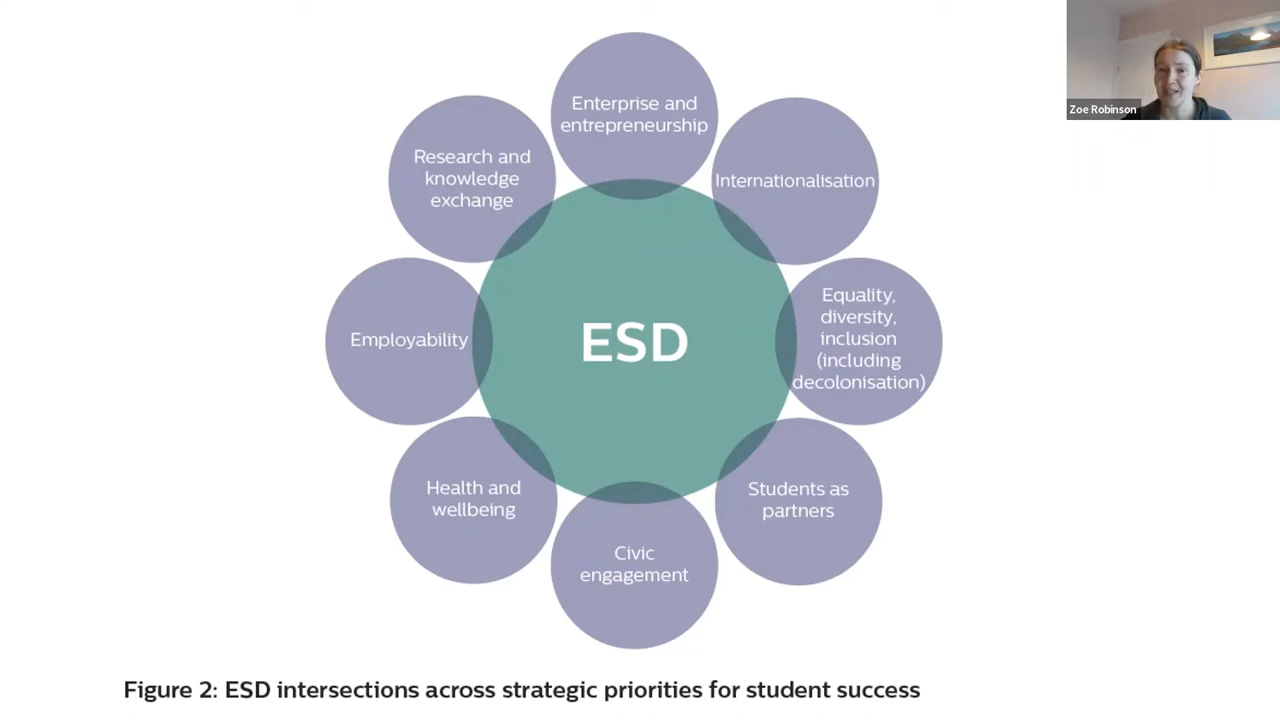 Enterprise and
entrepreneurship
Internationalisation
Equality,
diversity,
inclusion
(including
decolonisation)
Students as
partners
Civic
engagement
Health and
wellbeing
Employability
Research and
knowledge
exchange
ESD
Zoe Robinson
Figure 2: ESD intersections across strategic priorities for student success